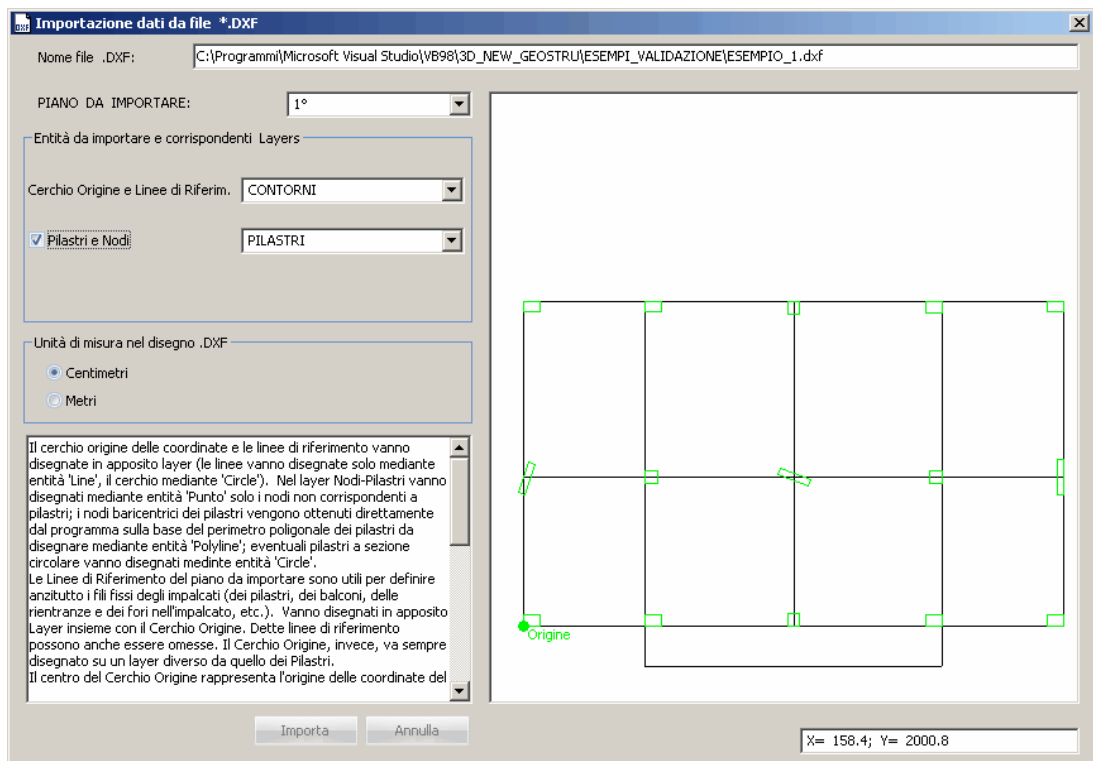 Importazione dati da file *.DXF
Nome file .DXF:
C:\Programmi\Microsoft Visual Studio\VB98\3D_NEW_GEOSTRU\ESEMPI_VALIDAZIONE\ESEMPIO_1.dxf
PIANO DA IMPORTARE:
1°
Entità da importare e corrispondenti Layers
Cerchio Origine e Linee di Riferim.
CONTORNI
Pilastri e Nodi
PILASTRI
Unità di misura nel disegno .DXF
Centimetri
Metri
Il cerchio origine delle coordinate e le linee di riferimento vanno
disegnate in apposito layer (le linee vanno disegnate solo mediante
entità 'Line', il cerchio mediante 'Circle'). Nel layer Nodi-Pilastri vanno
disegnati mediante entità 'Punto' solo i nodi non corrispondenti a
pilastri; i nodi baricentrici dei pilastri vengono ottenuti direttamente
dal programma sulla base del perimetro poligonale dei pilastri da
disegnare mediante entità 'Polyline'; eventuali pilastri a sezione
circolare vanno disegnati medinte entità 'Circle'.
Le Linee di Riferimento del piano da importare sono utili per definire
anzitutto i fili fissi degli impalcati (dei pilastri, dei balconi, delle
rientranze e dei fori nell'impalcato, etc.). Vanno disegnati in apposito
Layer insieme con il Cerchio Origine. Dette linee di riferimento
possono anche essere omesse. Il Cerchio Origine, invece, va sempre
disegnato su un layer diverso da quello dei Pilastri.
Il centro del Cerchio Origine rappresenta l'origine delle coordinate del
Importa
Annulla
Origine
X= 158.4; Y= 2000.8